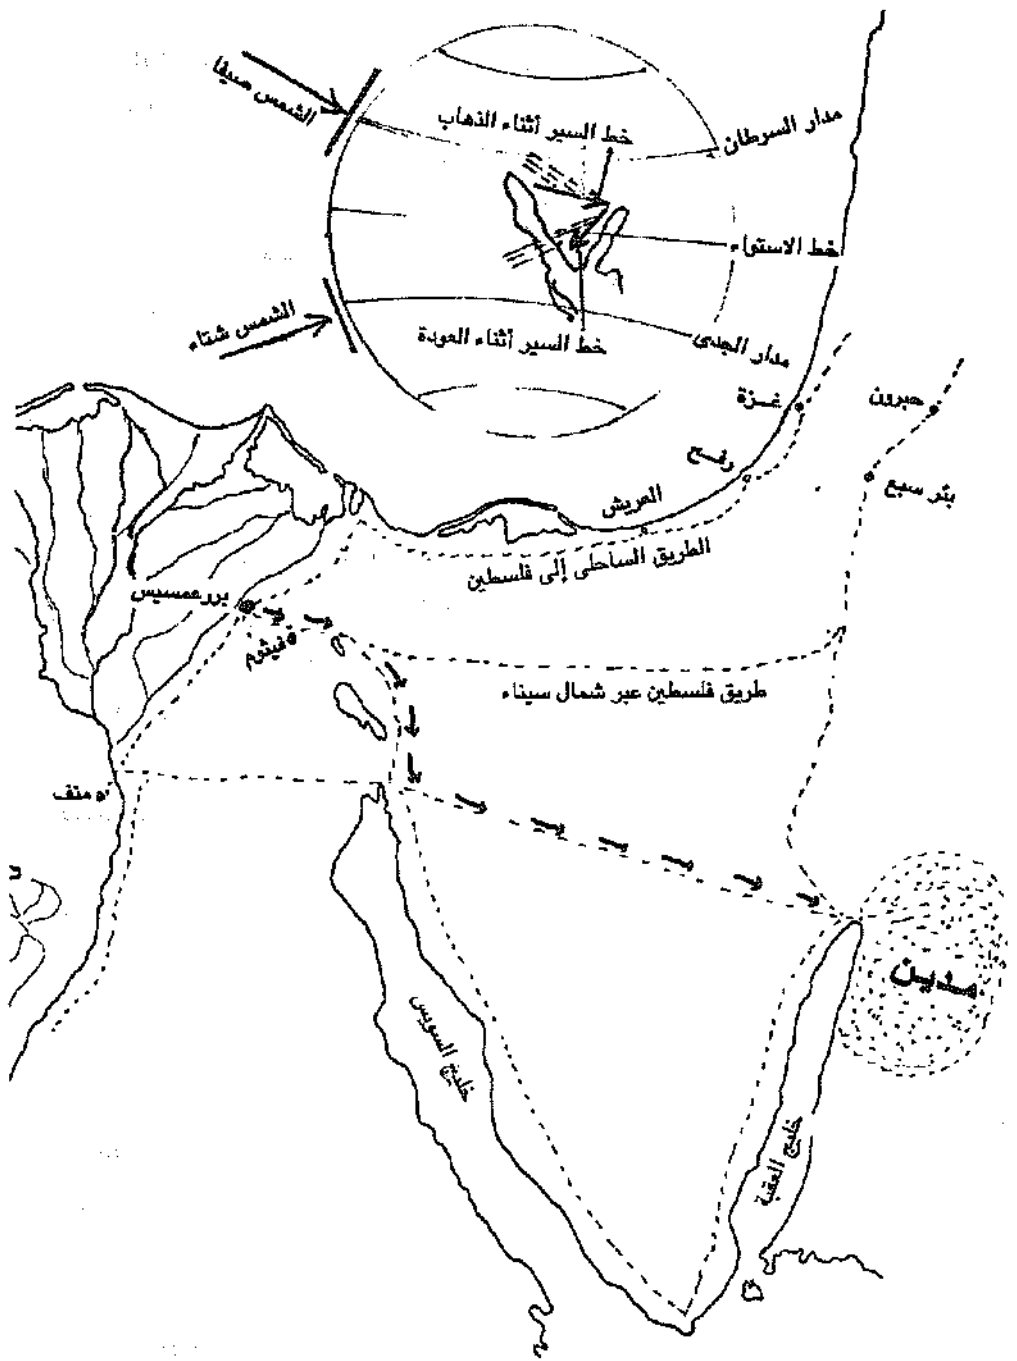 الشمس صيفا
خط السير أثناء الذهاب
مدار السرطان
خط الاستواء
الشمس شتاء
خط السير أثناء العودة
مدار الجدى
غـزة
حبرون
رفـح
بئر سبع
العريش
الطريق الساحلى إلى فلسطين
بررعمسيس
فيثوم
طريق فلسطين عبر شمال سيناء
منف
مدين
خليج السويس
خليج العقبة